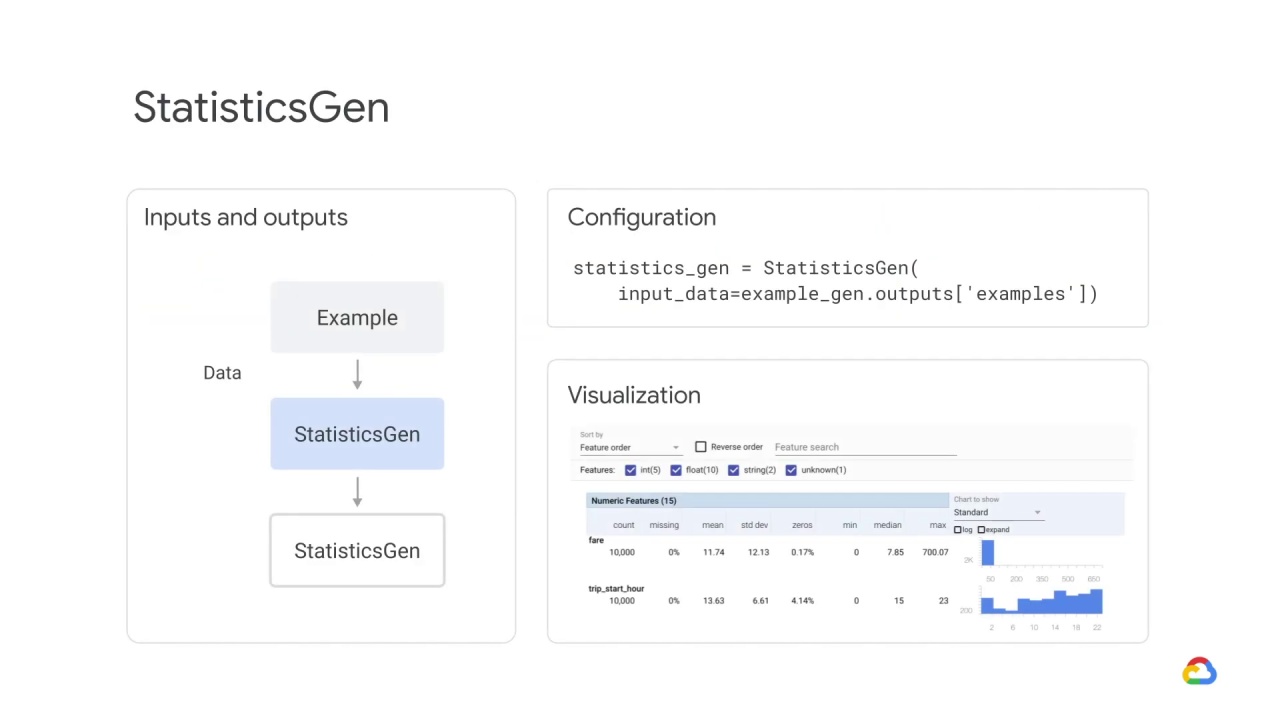 StatisticsGen
Inputs and outputs
Example
Data
StatisticsGen
StatisticsGen
Configuration
statistics_gen = StatisticsGen(
input_data=example_gen.outputs['examples'])
Visualization
Sort by
Feature order
Reverse order
Feature search
Features: int(5) float(10) string(2) unknown(1)
Numeric Features (15)
count missing mean std dev zeros min median max
Chart to show
Standard
log expand
fare
10,000 0% 11.74 12.13 0.17% 0 7.85 700.07
2K
50 200 350 500 650
trip_start_hour
10,000 0% 13.63 6.61 4.14% 0 15 23
200
2 6 10 14 18 22